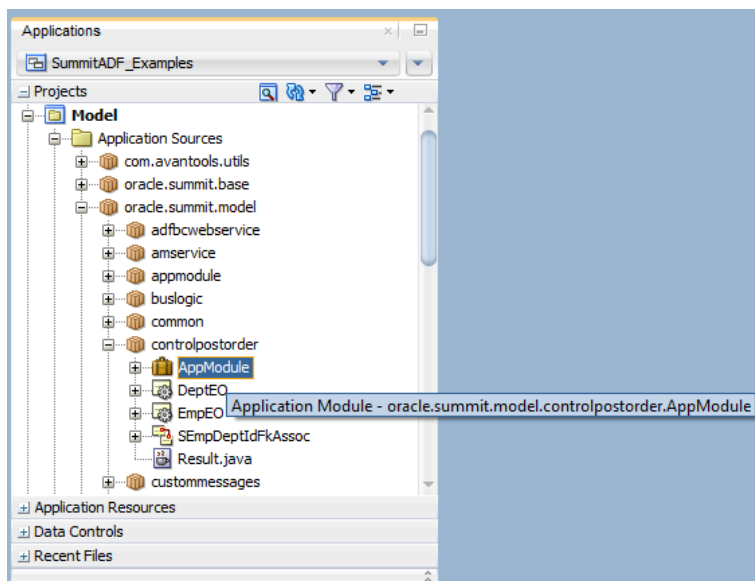 Applications
SummitADF_Examples
Projects
Model
Application Sources
com.avantools.utils
oracle.summit.base
oracle.summit.model
adfbcwebservice
amservice
appmodule
buslogic
common
controlpostorder
AppModule
DeptEO
EmpEO
Application Module - oracle.summit.model.controlpostorder.AppModule
SEmpDeptIdFkAssoc
Result.java
custommessages
Application Resources
Data Controls
Recent Files